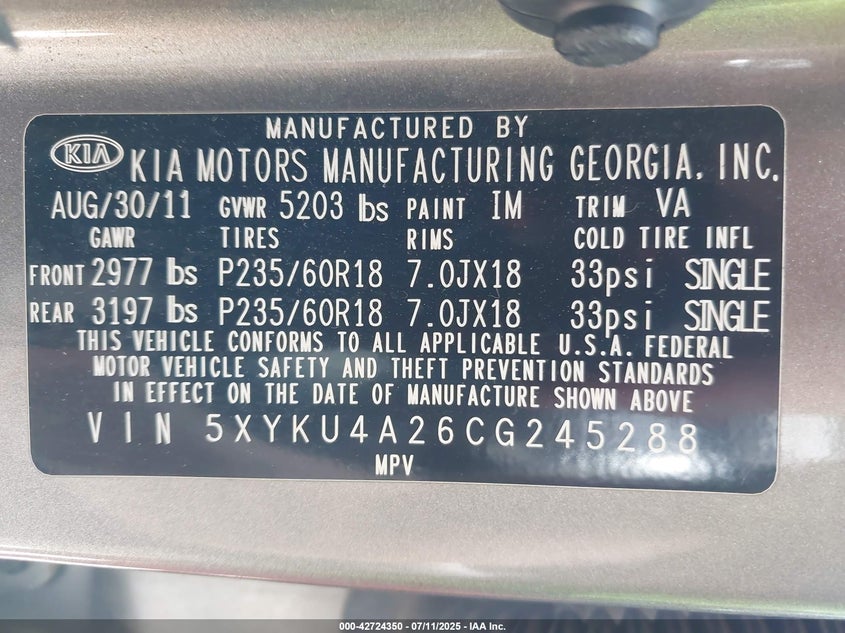 MANUFACTURED BY
KIA KIA MOTORS MANUFACTURING GEORGIA, INC.
AUG/30/11 GVWR 5203 lbs PAINT IM TRIM VA
GAWR TIRES RIMS COLD TIRE INFL
FRONT 2977 lbs P235/60R18 7.0JX18 33psi SINGLE
REAR 3197 lbs P235/60R18 7.0JX18 33psi SINGLE
THIS VEHICLE CONFORMS TO ALL APPLICABLE U.S.A. FEDERAL
MOTOR VEHICLE SAFETY AND THEFT PREVENTION STANDARDS
IN EFFECT ON THE DATE OF MANUFACTURE SHOWN ABOVE
VIN 5XYKU4A26CG245288
MPV
000-42724350 - 07/11/2025 - IAA Inc.